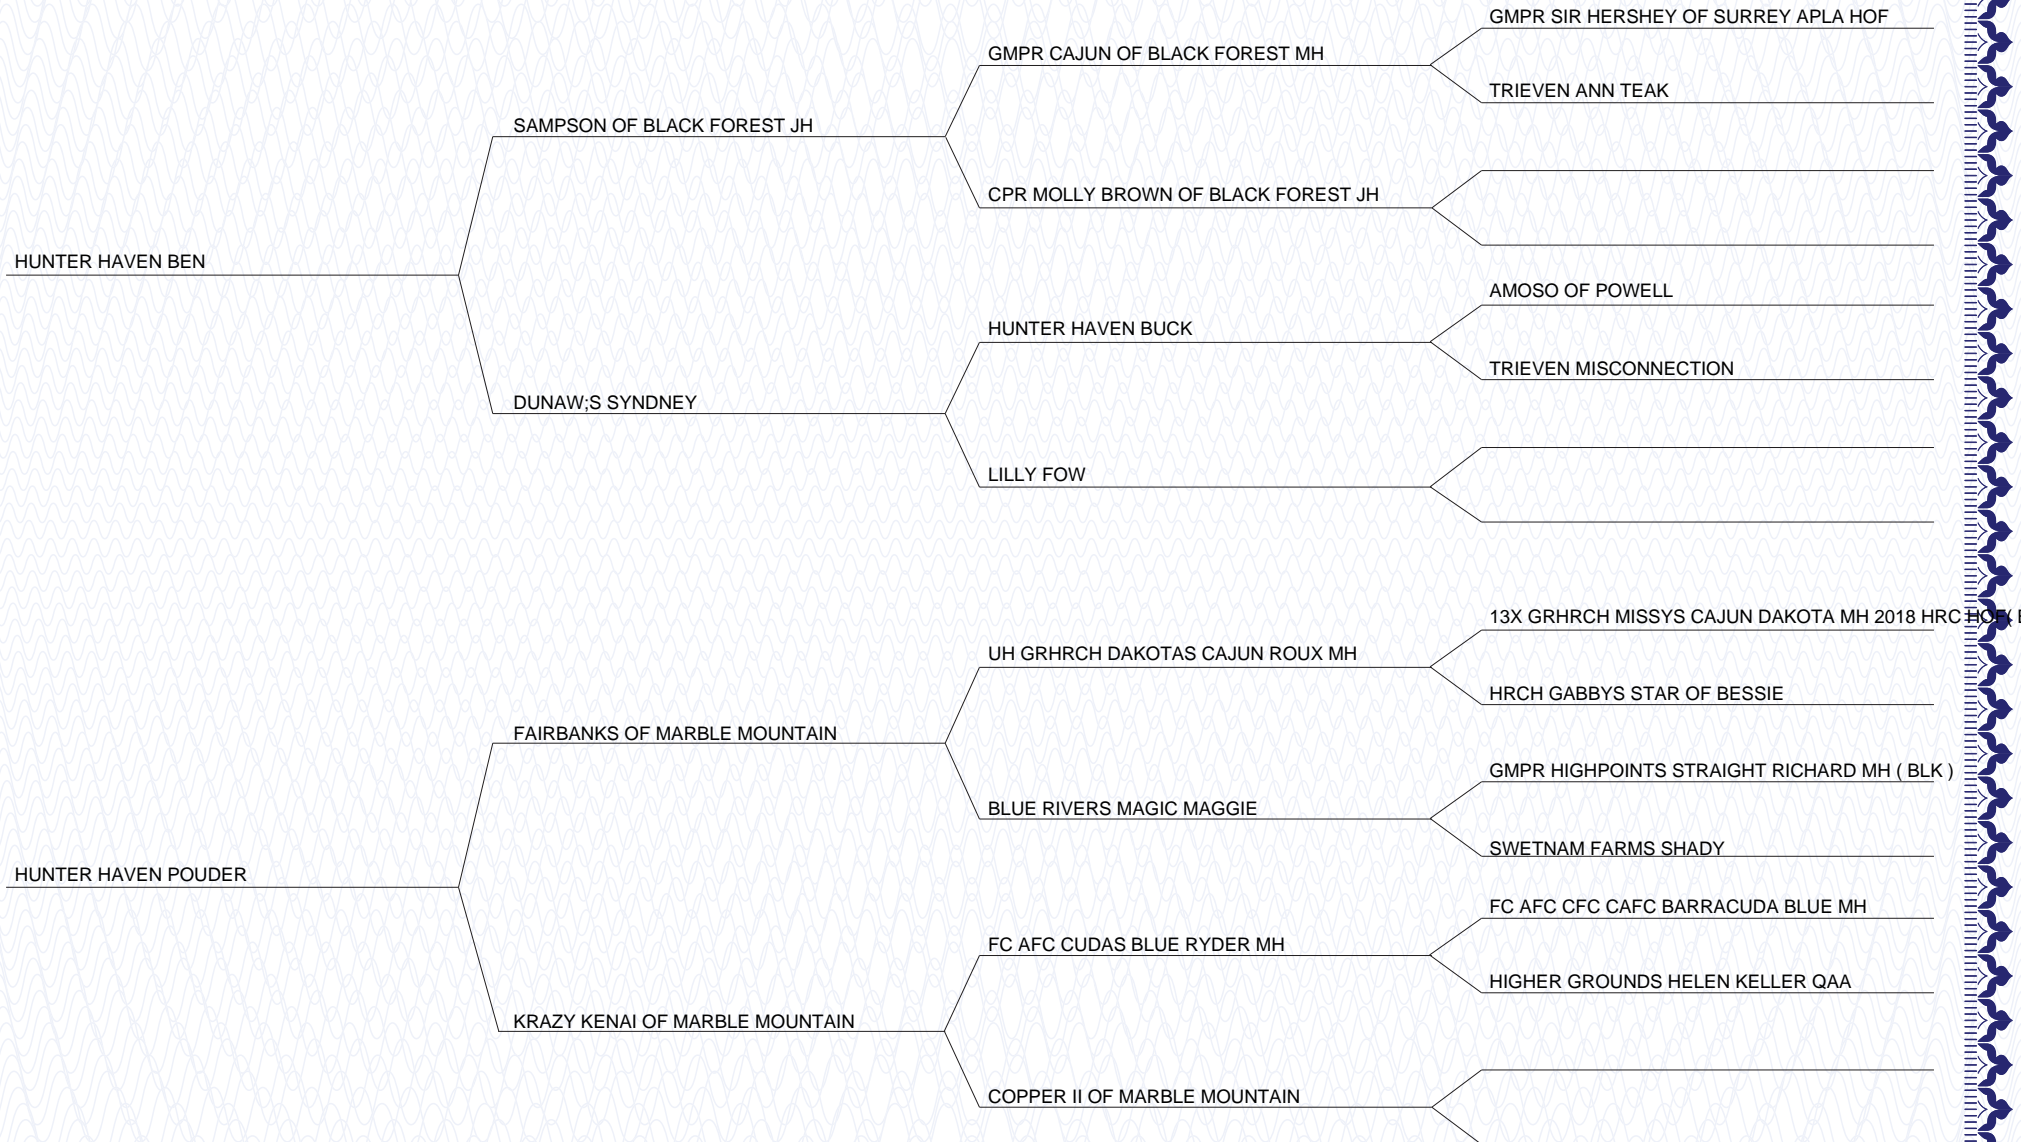 GMPR SIR HERSHEY OF SURREY APLA HOF
GMPR CAJUN OF BLACK FOREST MH
TRIEVEN ANN TEAK
SAMPSON OF BLACK FOREST JH
CPR MOLLY BROWN OF BLACK FOREST JH
HUNTER HAVEN BEN
AMOSO OF POWELL
HUNTER HAVEN BUCK
TRIEVEN MISCONNECTION
DUNAW;S SYNDNEY
LILLY FOW
13X GRHRCH MISSYS CAJUN DAKOTA MH 2018 HRC HOF(
UH GRHRCH DAKOTAS CAJUN ROUX MH
HRCH GABBYS STAR OF BESSIE
FAIRBANKS OF MARBLE MOUNTAIN
GMPR HIGHPOINTS STRAIGHT RICHARD MH ( BLK )
BLUE RIVERS MAGIC MAGGIE
SWETNAM FARMS SHADY
HUNTER HAVEN POUDER
FC AFC CFC CAFC BARRACUDA BLUE MH
FC AFC CUDAS BLUE RYDER MH
HIGHER GROUNDS HELEN KELLER QAA
KRAZY KENAI OF MARBLE MOUNTAIN
COPPER II OF MARBLE MOUNTAIN